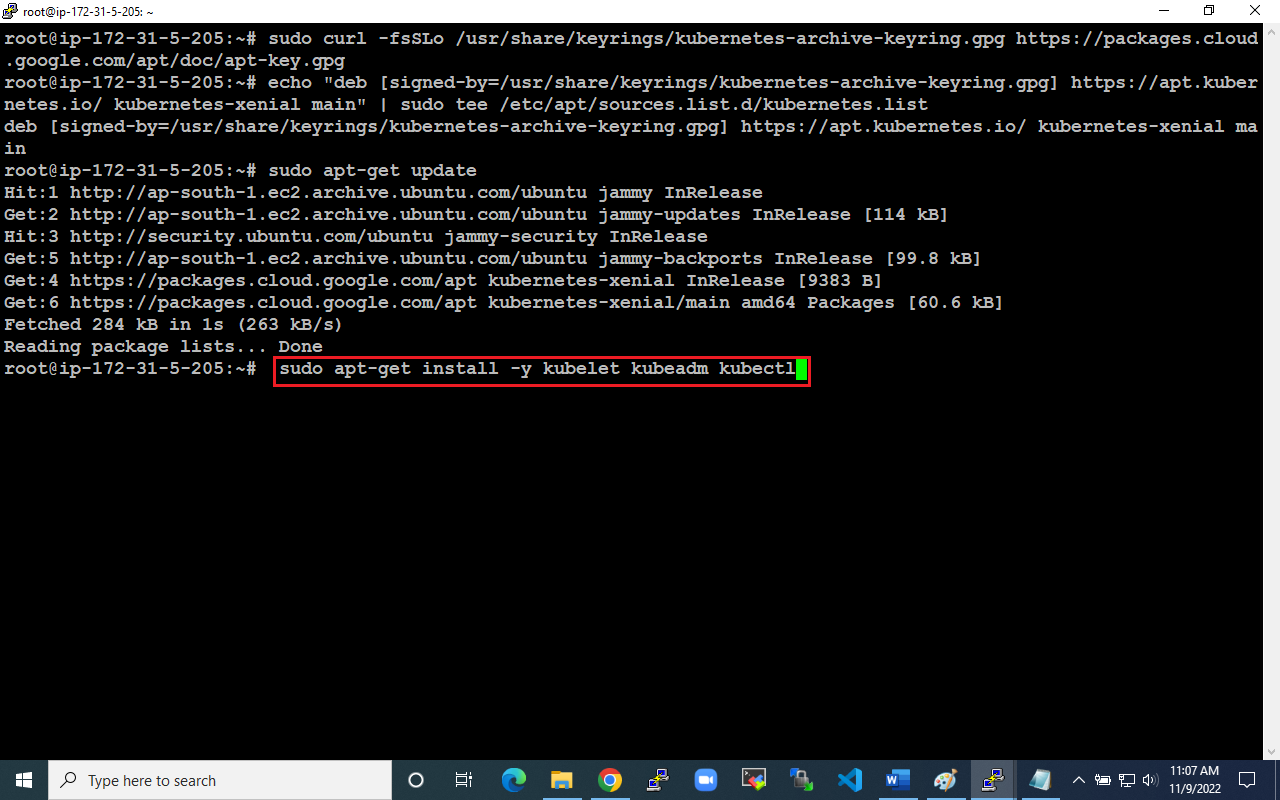 root@ip-172-31-5-205: ~
root@ip-172-31-5-205:~# sudo curl -fsSLo /usr/share/keyrings/kubernetes-archive-keyring.gpg https://packages.cloud
.google.com/apt/doc/apt-key.gpg
root@ip-172-31-5-205:~# echo "deb [signed-by=/usr/share/keyrings/kubernetes-archive-keyring.gpg] https://apt.kuber
netes.io/ kubernetes-xenial main" | sudo tee /etc/apt/sources.list.d/kubernetes.list
deb [signed-by=/usr/share/keyrings/kubernetes-archive-keyring.gpg] https://apt.kubernetes.io/ kubernetes-xenial ma
in
root@ip-172-31-5-205:~# sudo apt-get update
Hit:1 http://ap-south-1.ec2.archive.ubuntu.com/ubuntu jammy InRelease
Get:2 http://ap-south-1.ec2.archive.ubuntu.com/ubuntu jammy-updates InRelease [114 kB]
Hit:3 http://security.ubuntu.com/ubuntu jammy-security InRelease
Get:5 http://ap-south-1.ec2.archive.ubuntu.com/ubuntu jammy-backports InRelease [99.8 kB]
Get:4 https://packages.cloud.google.com/apt kubernetes-xenial InRelease [9383 B]
Get:6 https://packages.cloud.google.com/apt kubernetes-xenial/main amd64 Packages [60.6 kB]
Fetched 284 kB in 1s (263 kB/s)
Reading package lists... Done
root@ip-172-31-5-205:~#  sudo apt-get install -y kubelet kubeadm kubectl
Type here to search
11:07 AM
11/9/2022